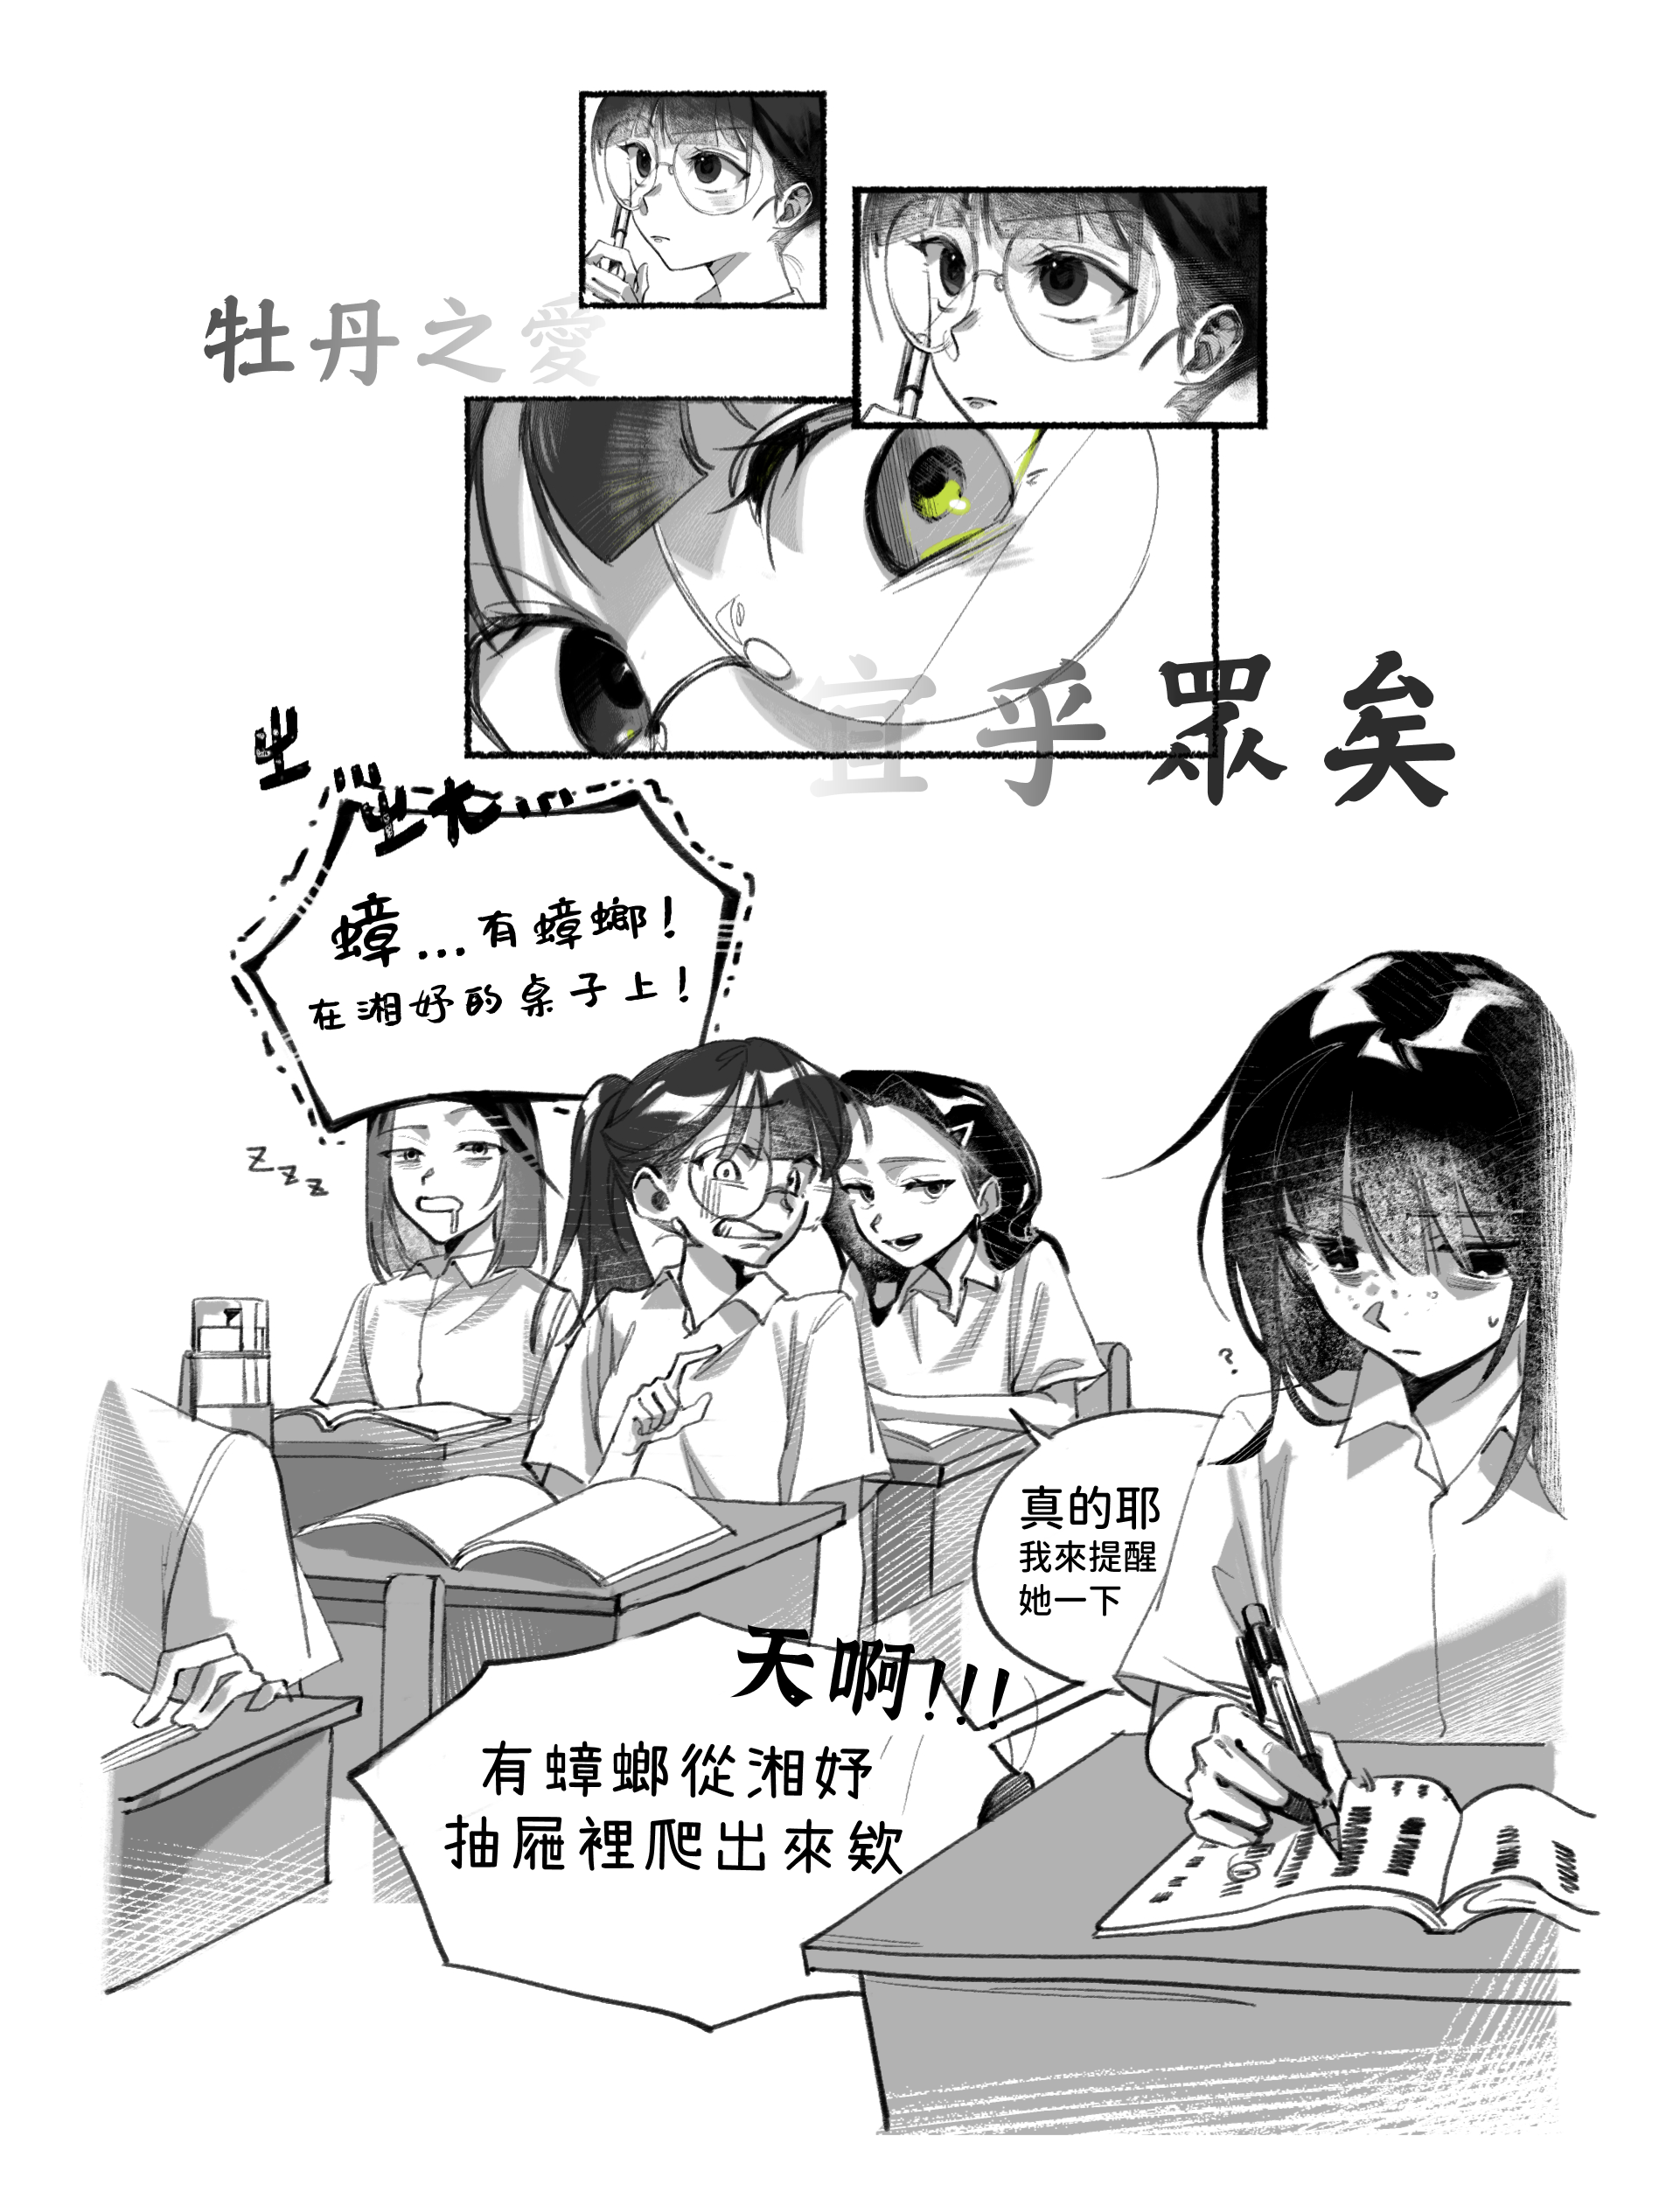 牡丹之愛
宜乎眾矣
ㄓ
ㄓㄤ...
蟑...有蟑螂！
在湘妤的桌子上！
zzz
?
真的耶
我來提醒
她一下
天啊!!!
有蟑螂從湘妤
抽屜裡爬出來欸